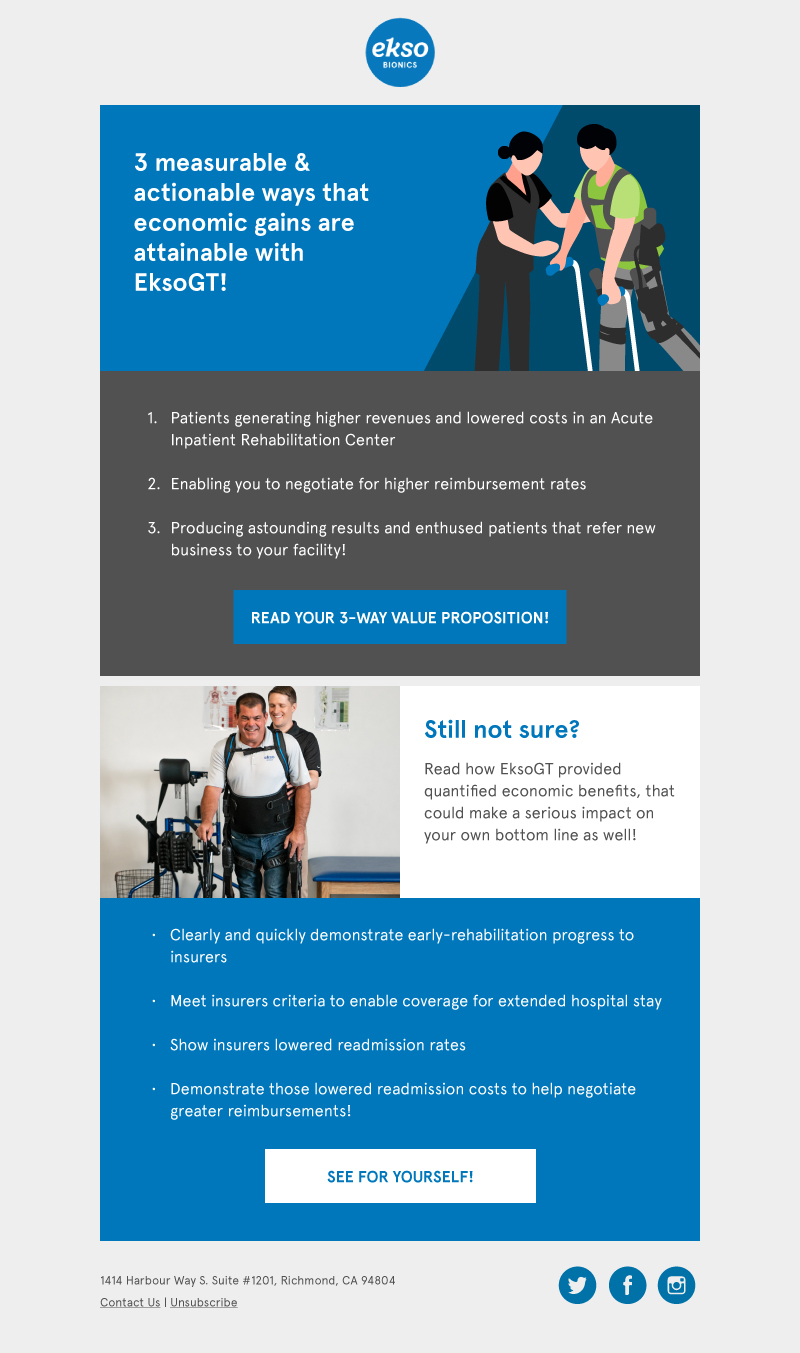 ekso
BIONICS
3 measurable &
actionable ways that
economic gains are
attainable with
EksoGT!
1. Patients generating higher revenues and lowered costs in an Acute
Inpatient Rehabilitation Center
2. Enabling you to negotiate for higher reimbursement rates
3. Producing astounding results and enthused patients that refer new
business to your facility!
READ YOUR 3-WAY VALUE PROPOSITION!
ekso
Still not sure?
Read how EksoGT provided
quantified economic benefits, that
could make a serious impact on
your own bottom line as well!
· Clearly and quickly demonstrate early-rehabilitation progress to
insurers
· Meet insurers criteria to enable coverage for extended hospital stay
· Show insurers lowered readmission rates
· Demonstrate those lowered readmission costs to help negotiate
greater reimbursements!
SEE FOR YOURSELF!
1414 Harbour Way S. Suite #1201, Richmond, CA 94804
Contact Us | Unsubscribe